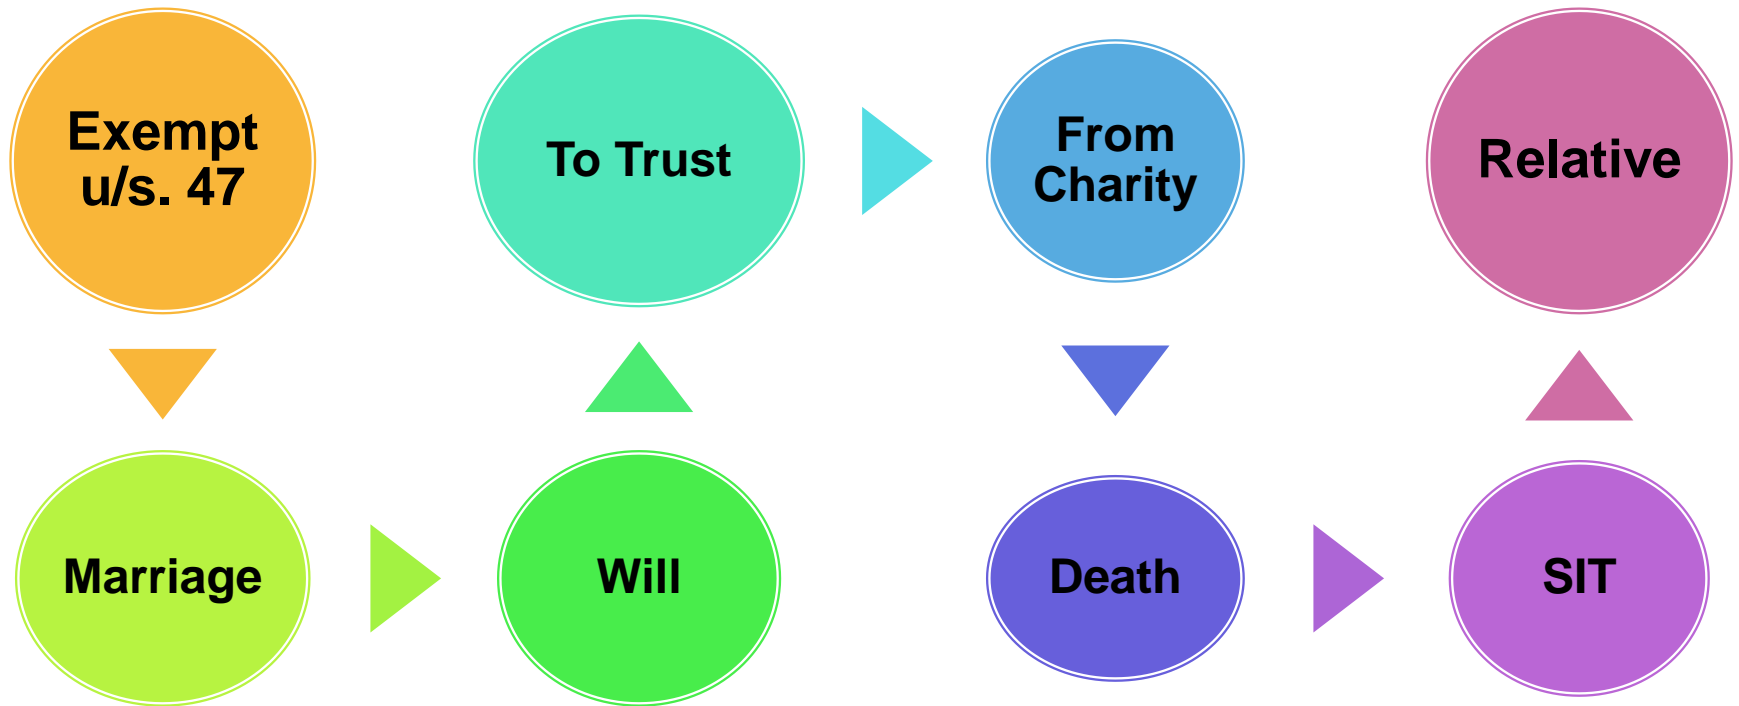 Exempt
u/s. 47
Marriage
Will
To Trust
From
Charity
Death
SIT
Relative